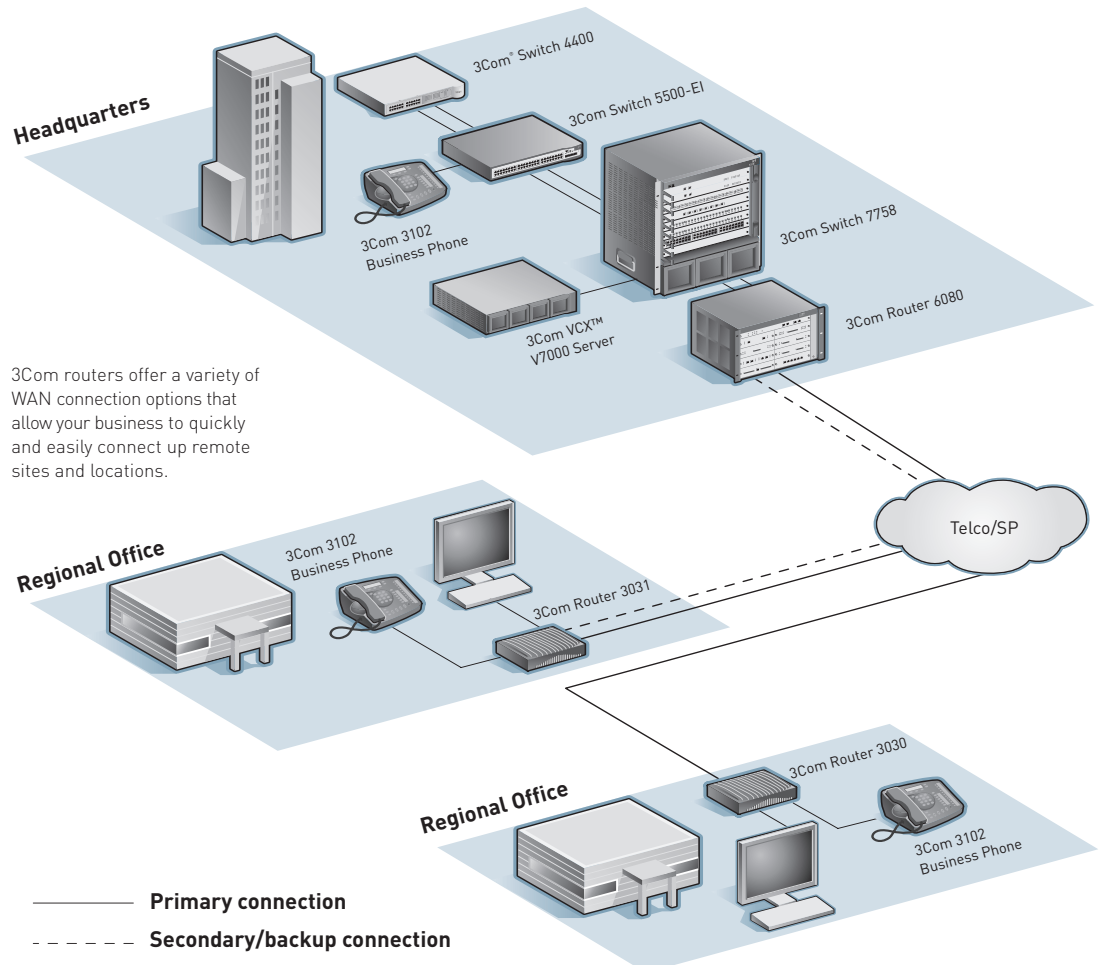 Headquarters
3Com® Switch 4400
3Com Switch 5500-EI
3Com 3102
Business Phone
3Com Switch 7758
3Com VCX™
V7000 Server
3Com Router 6080
3Com routers offer a variety of
WAN connection options that
allow your business to quickly
and easily connect up remote
sites and locations.
Telco/SP
Regional Office
3Com 3102
Business Phone
3Com Router 3031
Regional Office
3Com Router 3030
3Com 3102
Business Phone
Primary connection
Secondary/backup connection